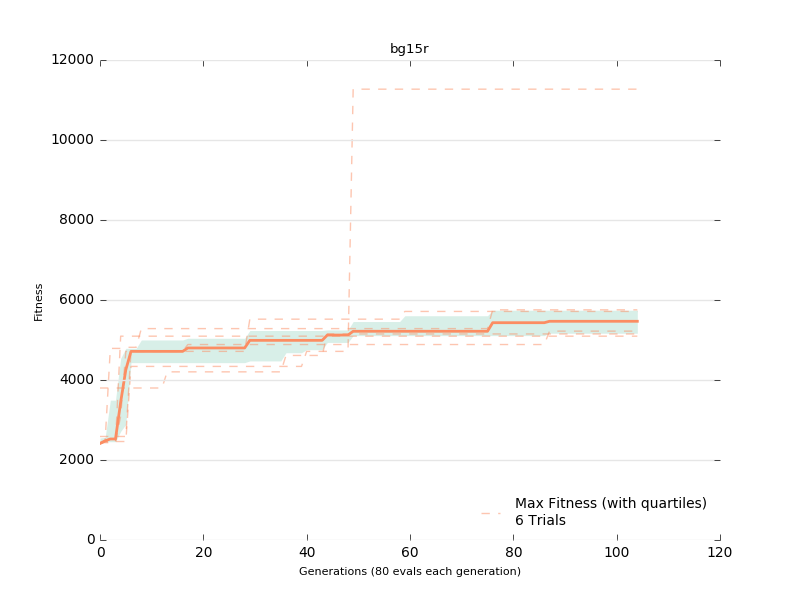 bg15r
12000
10000
8000
6000
4000
2000
0
Fitness
0 20 40 60 80 100 120
Generations (80 evals each generation)
Max Fitness (with quartiles)
6 Trials